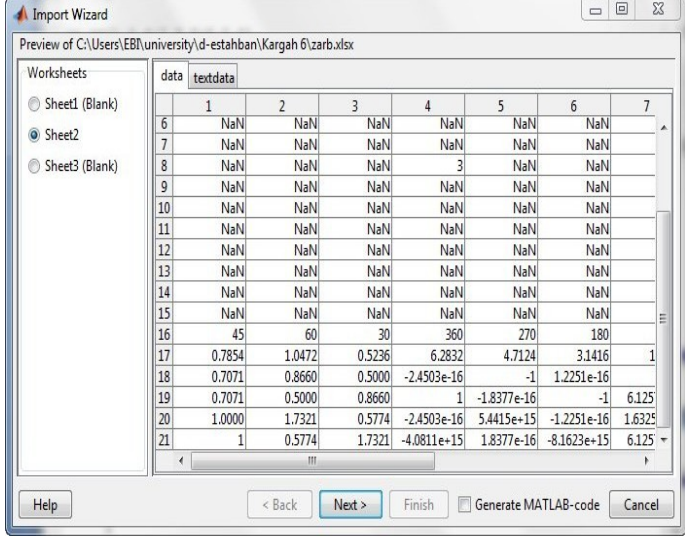 Import Wizard
Preview of C:\Users\EBI\university\d-estahban\Kargah 6\zarb.xlsx
Worksheets
Sheet1 (Blank)
Sheet2
Sheet3 (Blank)
data textdata
1 2 3 4 5 6 7
6 NaN NaN NaN NaN NaN NaN
7 NaN NaN NaN NaN NaN NaN
8 NaN NaN NaN 3 NaN NaN
9 NaN NaN NaN NaN NaN NaN
10 NaN NaN NaN NaN NaN NaN
11 NaN NaN NaN NaN NaN NaN
12 NaN NaN NaN NaN NaN NaN
13 NaN NaN NaN NaN NaN NaN
14 NaN NaN NaN NaN NaN NaN
15 NaN NaN NaN NaN NaN NaN
16 45 60 30 360 270 180
17 0.7854 1.0472 0.5236 6.2832 4.7124 3.1416 1
18 0.7071 0.8660 0.5000 -2.4503e-16 -1 1.2251e-16
19 0.7071 0.5000 0.8660 1 -1.8377e-16 -1 6.125
20 1.0000 1.7321 0.5774 -2.4503e-16 5.4415e+15 -1.2251e-16 1.6325
21 1 0.5774 1.7321 -4.0811e+15 1.8377e-16 -8.1623e+15 6.125
Help < Back Next > Finish Generate MATLAB-code Cancel